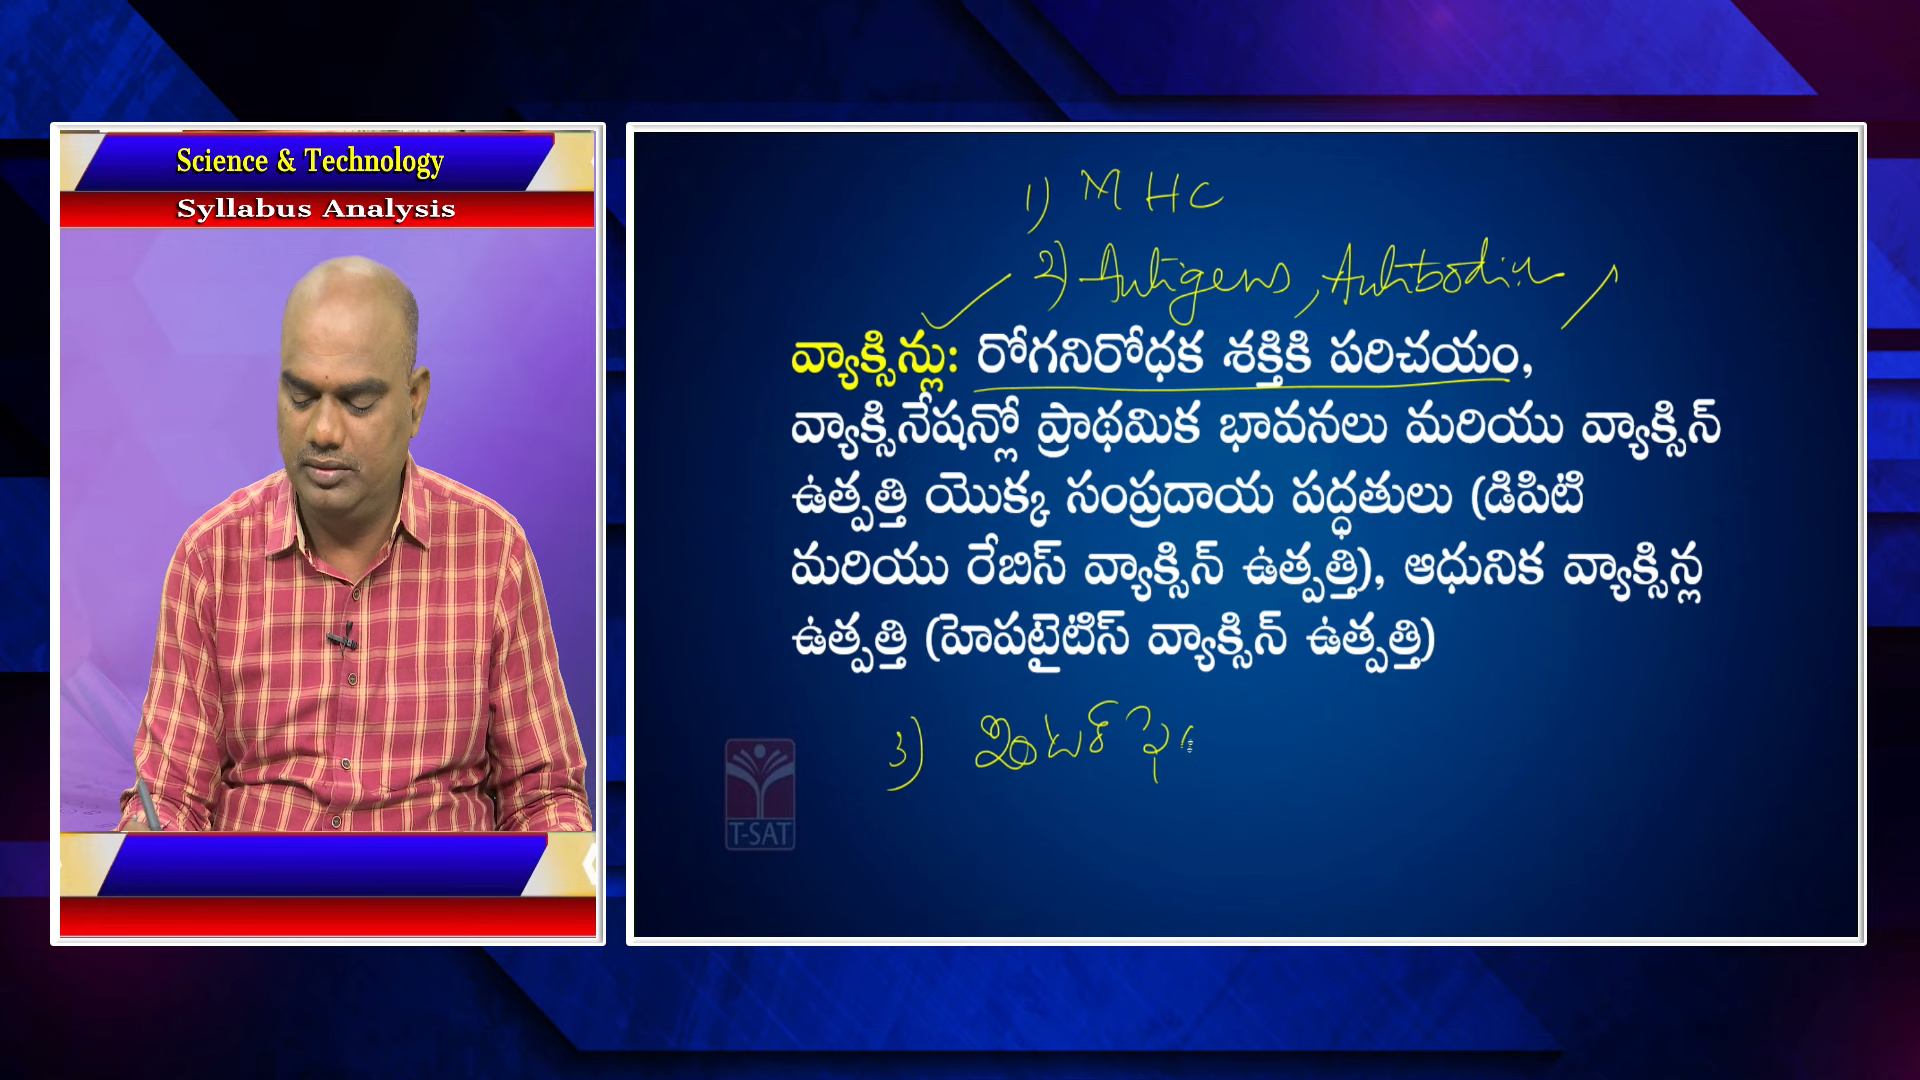 Science & Technology
Syllabus Analysis
1) MHC
2) Antigens, Antibodies
వ్యాక్సిన్లు: రోగనిరోధక శక్తికి పరిచయం,
వ్యాక్సినేషన్లో ప్రాథమిక భావనలు మరియు వ్యాక్సిన్
ఉత్పత్తి యొక్క సంప్రదాయ పద్ధతులు (డిపిటి
మరియు రేబిస్ వ్యాక్సిన్ ఉత్పత్తి), ఆధునిక వ్యాక్సిన్ల
ఉత్పత్తి (హెపటైటిస్ వ్యాక్సిన్ ఉత్పత్తి)
3) ఇంటర్
T-SAT